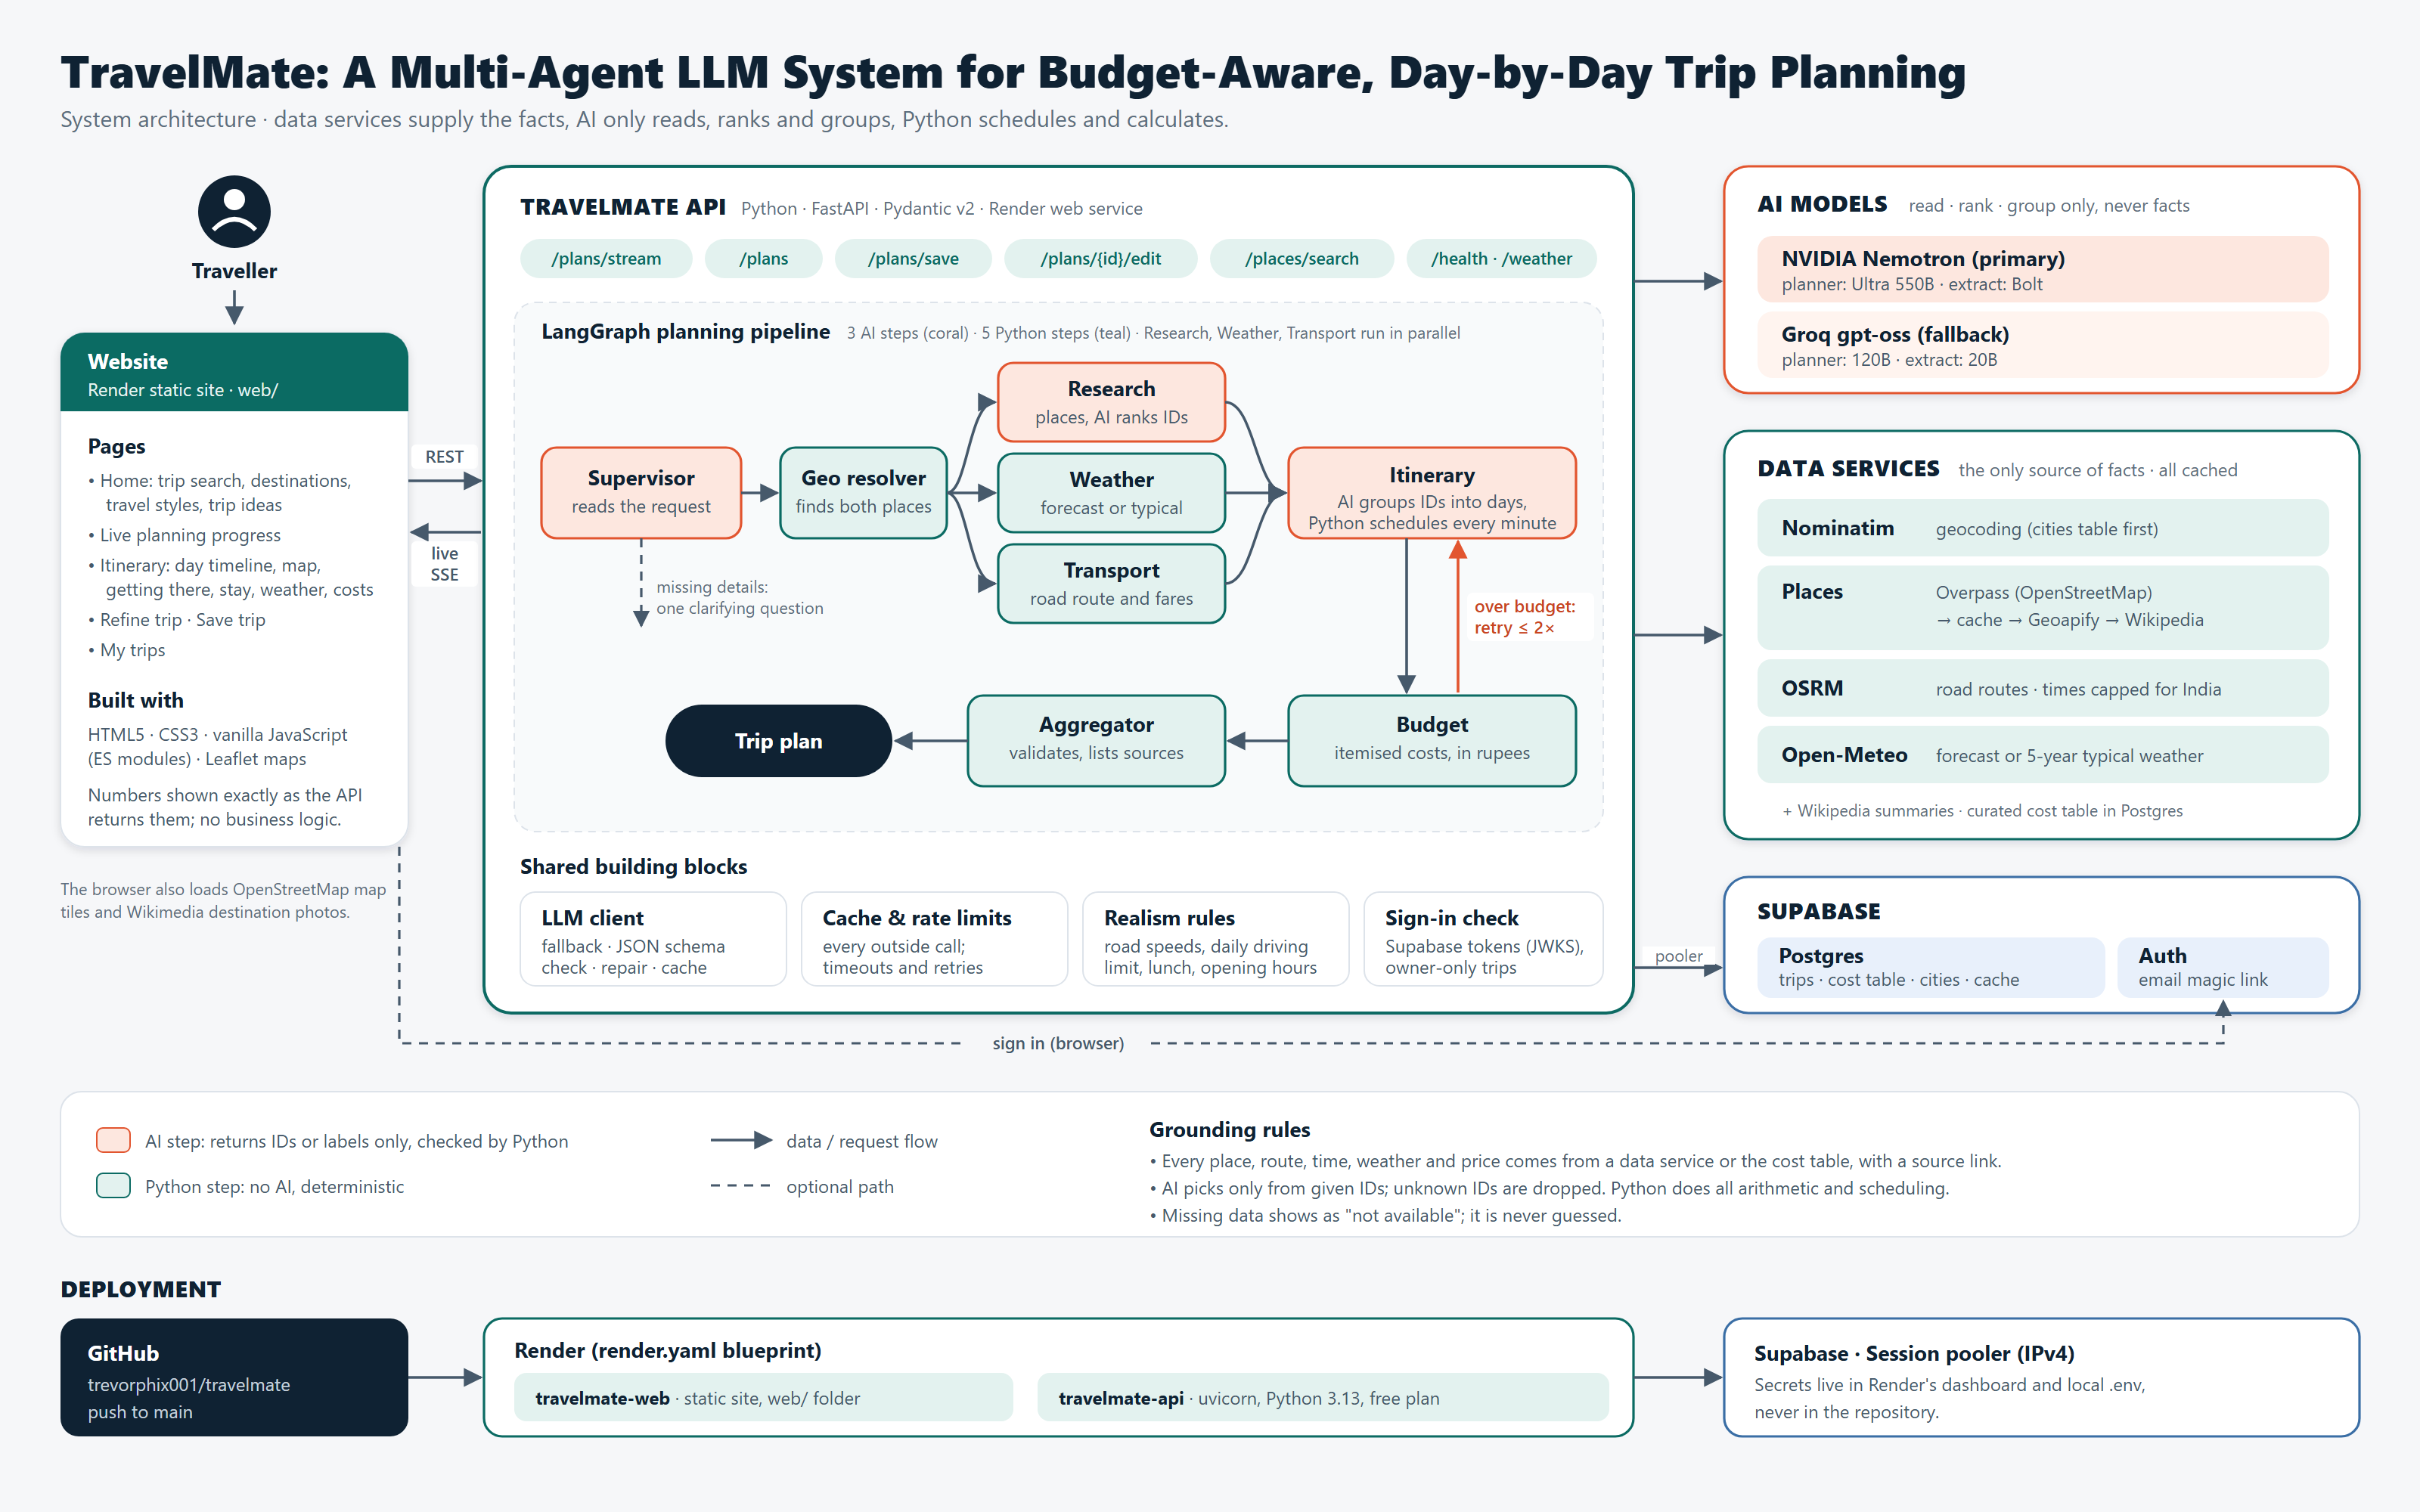 TravelMate: A Multi-Agent LLM System for Budget-Aware, Day-by-Day Trip Planning
System architecture · data services supply the facts, AI only reads, ranks and groups, Python schedules and calculates.
Traveller
Website
Render static site · web/
Pages
• Home: trip search, destinations,
travel styles, trip ideas
• Live planning progress
• Itinerary: day timeline, map,
getting there, stay, weather, costs
• Refine trip · Save trip
• My trips
Built with
HTML5 · CSS3 · vanilla JavaScript
(ES modules) · Leaflet maps
Numbers shown exactly as the API
returns them; no business logic.
The browser also loads OpenStreetMap map
tiles and Wikimedia destination photos.
REST
live
SSE
TRAVELMATE API Python · FastAPI · Pydantic v2 · Render web service
/plans/stream
/plans
/plans/save
/plans/{id}/edit
/places/search
/health · /weather
LangGraph planning pipeline 3 AI steps (coral) · 5 Python steps (teal) · Research, Weather, Transport run in parallel
Supervisor
reads the request
missing details:
one clarifying question
Geo resolver
finds both places
Research
places, AI ranks IDs
Weather
forecast or typical
Transport
road route and fares
Itinerary
AI groups IDs into days,
Python schedules every minute
over budget:
retry ≤ 2×
Trip plan
Aggregator
validates, lists sources
Budget
itemised costs, in rupees
Shared building blocks
LLM client
fallback · JSON schema
check · repair · cache
Cache & rate limits
every outside call;
timeouts and retries
Realism rules
road speeds, daily driving
limit, lunch, opening hours
Sign-in check
Supabase tokens (JWKS),
owner-only trips
AI MODELS read · rank · group only, never facts
NVIDIA Nemotron (primary)
planner: Ultra 550B · extract: Bolt
Groq gpt-oss (fallback)
planner: 120B · extract: 20B
DATA SERVICES the only source of facts · all cached
Nominatim geocoding (cities table first)
Places Overpass (OpenStreetMap)
→ cache → Geoapify → Wikipedia
OSRM road routes · times capped for India
Open-Meteo forecast or 5-year typical weather
+ Wikipedia summaries · curated cost table in Postgres
pooler
SUPABASE
Postgres
trips · cost table · cities · cache
Auth
email magic link
sign in (browser)
AI step: returns IDs or labels only, checked by Python
Python step: no AI, deterministic
data / request flow
optional path
Grounding rules
• Every place, route, time, weather and price comes from a data service or the cost table, with a source link.
• AI picks only from given IDs; unknown IDs are dropped. Python does all arithmetic and scheduling.
• Missing data shows as "not available"; it is never guessed.
DEPLOYMENT
GitHub
trevorphix001/travelmate
push to main
Render (render.yaml blueprint)
travelmate-web · static site, web/ folder
travelmate-api · uvicorn, Python 3.13, free plan
Supabase · Session pooler (IPv4)
Secrets live in Render's dashboard and local .env,
never in the repository.